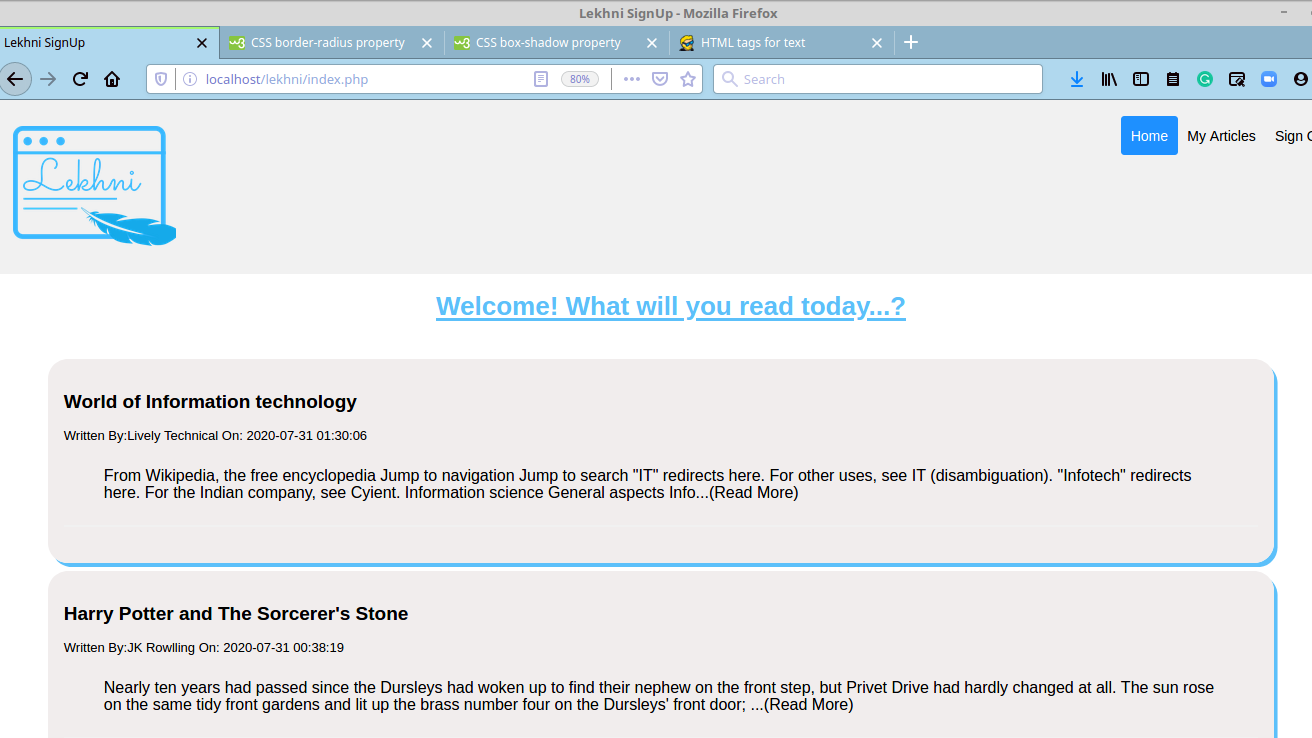 Lekhni SignUp - Mozilla Firefox
Lekhni SignUp
CSS border-radius property
CSS box-shadow property
HTML tags for text
localhost/lekhni/index.php
80%
Search
Lekhni
Home
My Articles
Sign
Welcome! What will you read today...?
World of Information technology
Written By:Lively Technical On: 2020-07-31 01:30:06
From Wikipedia, the free encyclopedia Jump to navigation Jump to search "IT" redirects here. For other uses, see IT (disambiguation). "Infotech" redirects
here. For the Indian company, see Cyient. Information science General aspects Info...(Read More)
Harry Potter and The Sorcerer's Stone
Written By:JK Rowlling On: 2020-07-31 00:38:19
Nearly ten years had passed since the Dursleys had woken up to find their nephew on the front step, but Privet Drive had hardly changed at all. The sun rose
on the same tidy front gardens and lit up the brass number four on the Dursleys' front door; ...(Read More)